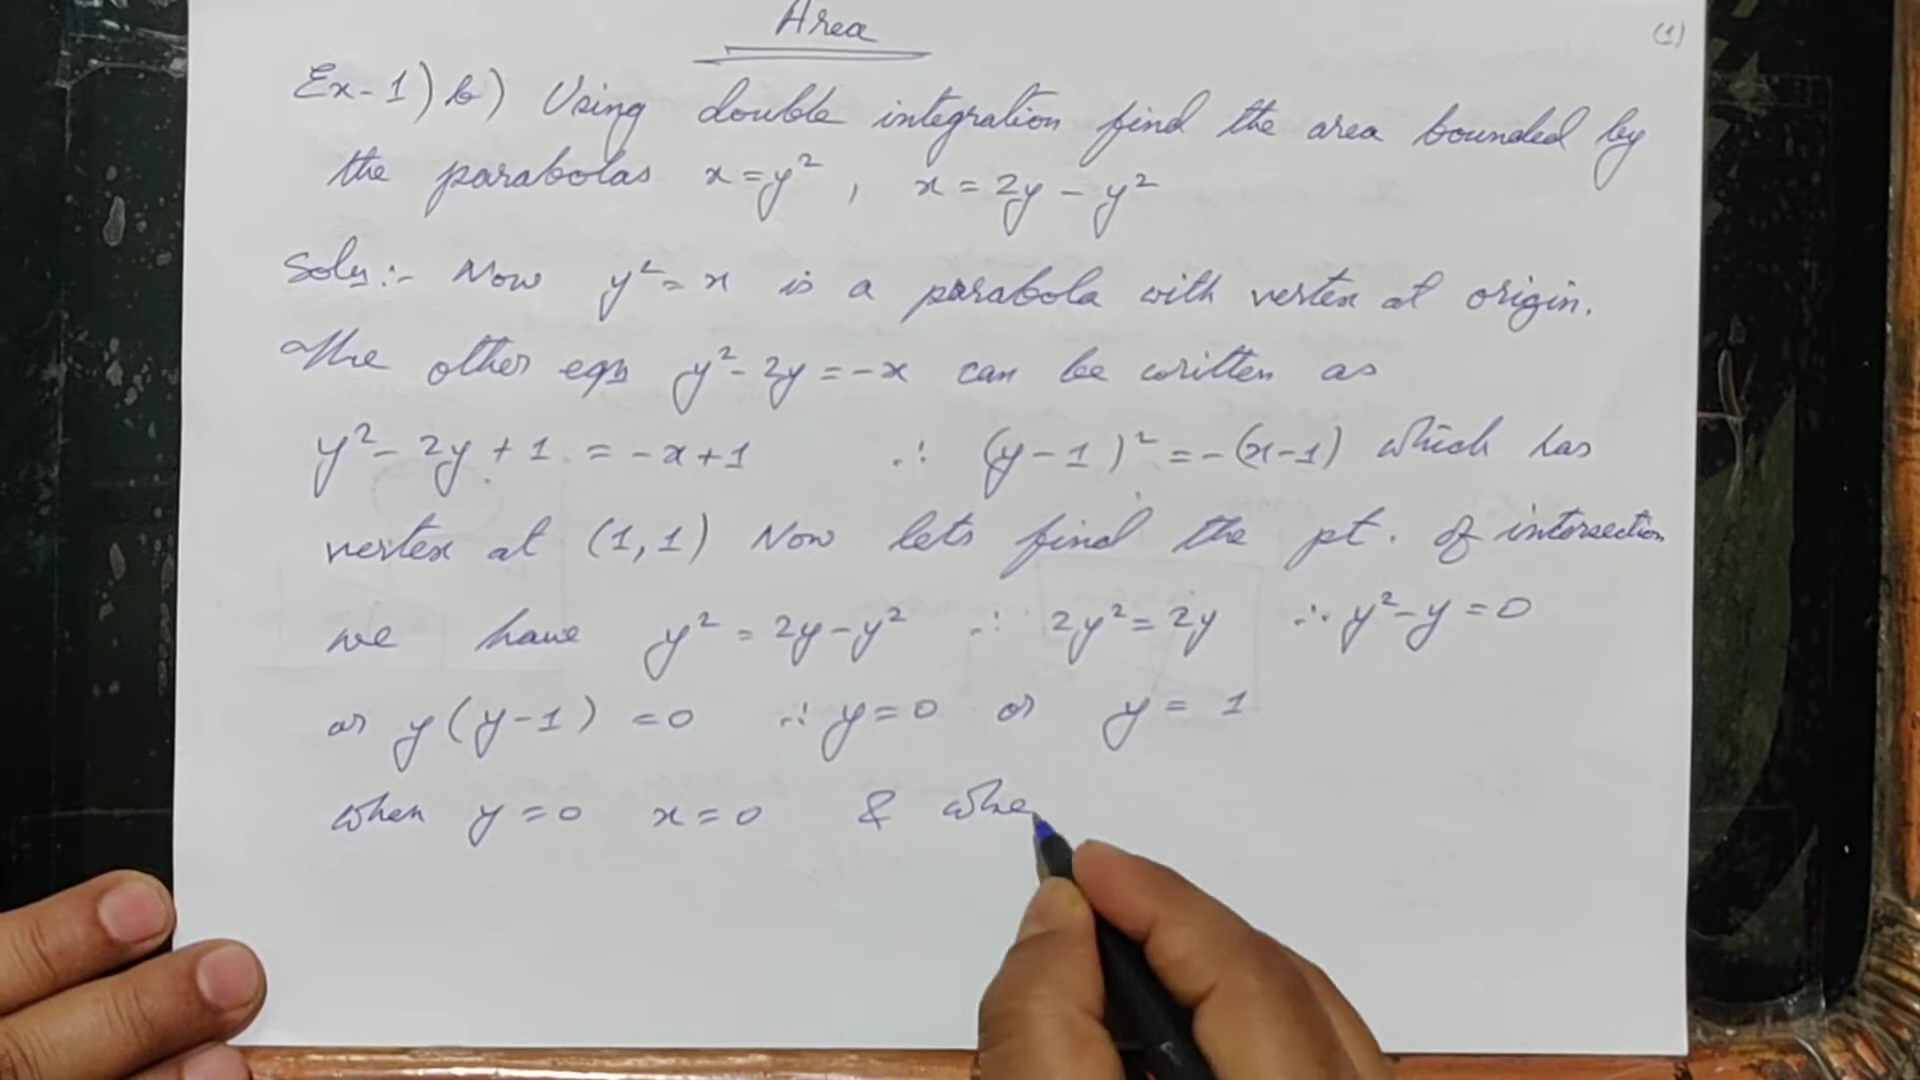 Area
(1)
Ex-1) b) Using double integration find the area bounded by
the parabolas x = y², x = 2y - y²
Soln :- Now y² = x is a parabola with vertex at origin.
The other eqn y² - 2y = -x can be written as
y² - 2y + 1 = -x + 1 ∴ (y - 1)² = -(x - 1) which has
vertex at (1, 1) Now lets find the pt. of intersection
we have y² = 2y - y² ∴ 2y² = 2y ∴ y² - y = 0
or y(y - 1) = 0 ∴ y = 0 or y = 1
when y = 0 x = 0 & whe